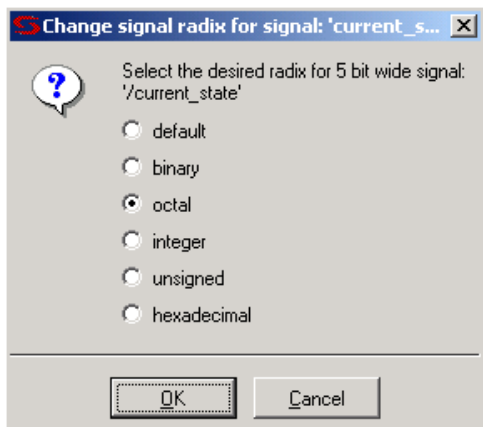 Change signal radix for signal: 'current_s...
Select the desired radix for 5 bit wide signal:
'/current_state'
default
binary
octal
integer
unsigned
hexadecimal
OK
Cancel